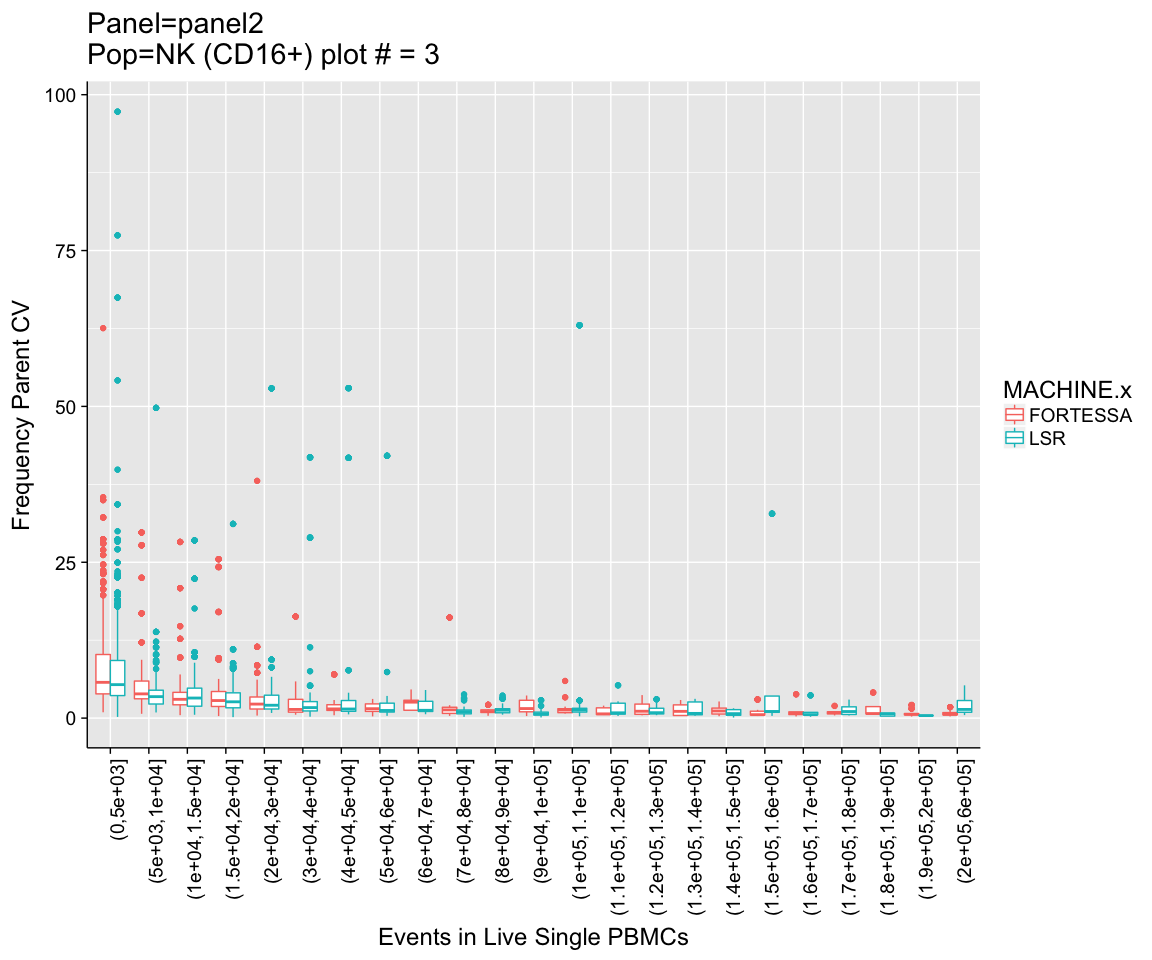 Panel=panel2
Pop=NK (CD16+) plot # = 3
Frequency Parent CV
100
75
50
25
0
(0,5e+03]
(5e+03,1e+04]
(1e+04,1.5e+04]
(1.5e+04,2e+04]
(2e+04,3e+04]
(3e+04,4e+04]
(4e+04,5e+04]
(5e+04,6e+04]
(6e+04,7e+04]
(7e+04,8e+04]
(8e+04,9e+04]
(9e+04,1e+05]
(1e+05,1.1e+05]
(1.1e+05,1.2e+05]
(1.2e+05,1.3e+05]
(1.3e+05,1.4e+05]
(1.4e+05,1.5e+05]
(1.5e+05,1.6e+05]
(1.6e+05,1.7e+05]
(1.7e+05,1.8e+05]
(1.8e+05,1.9e+05]
(1.9e+05,2e+05]
(2e+05,6e+05]
Events in Live Single PBMCs
MACHINE.x
FORTESSA
LSR